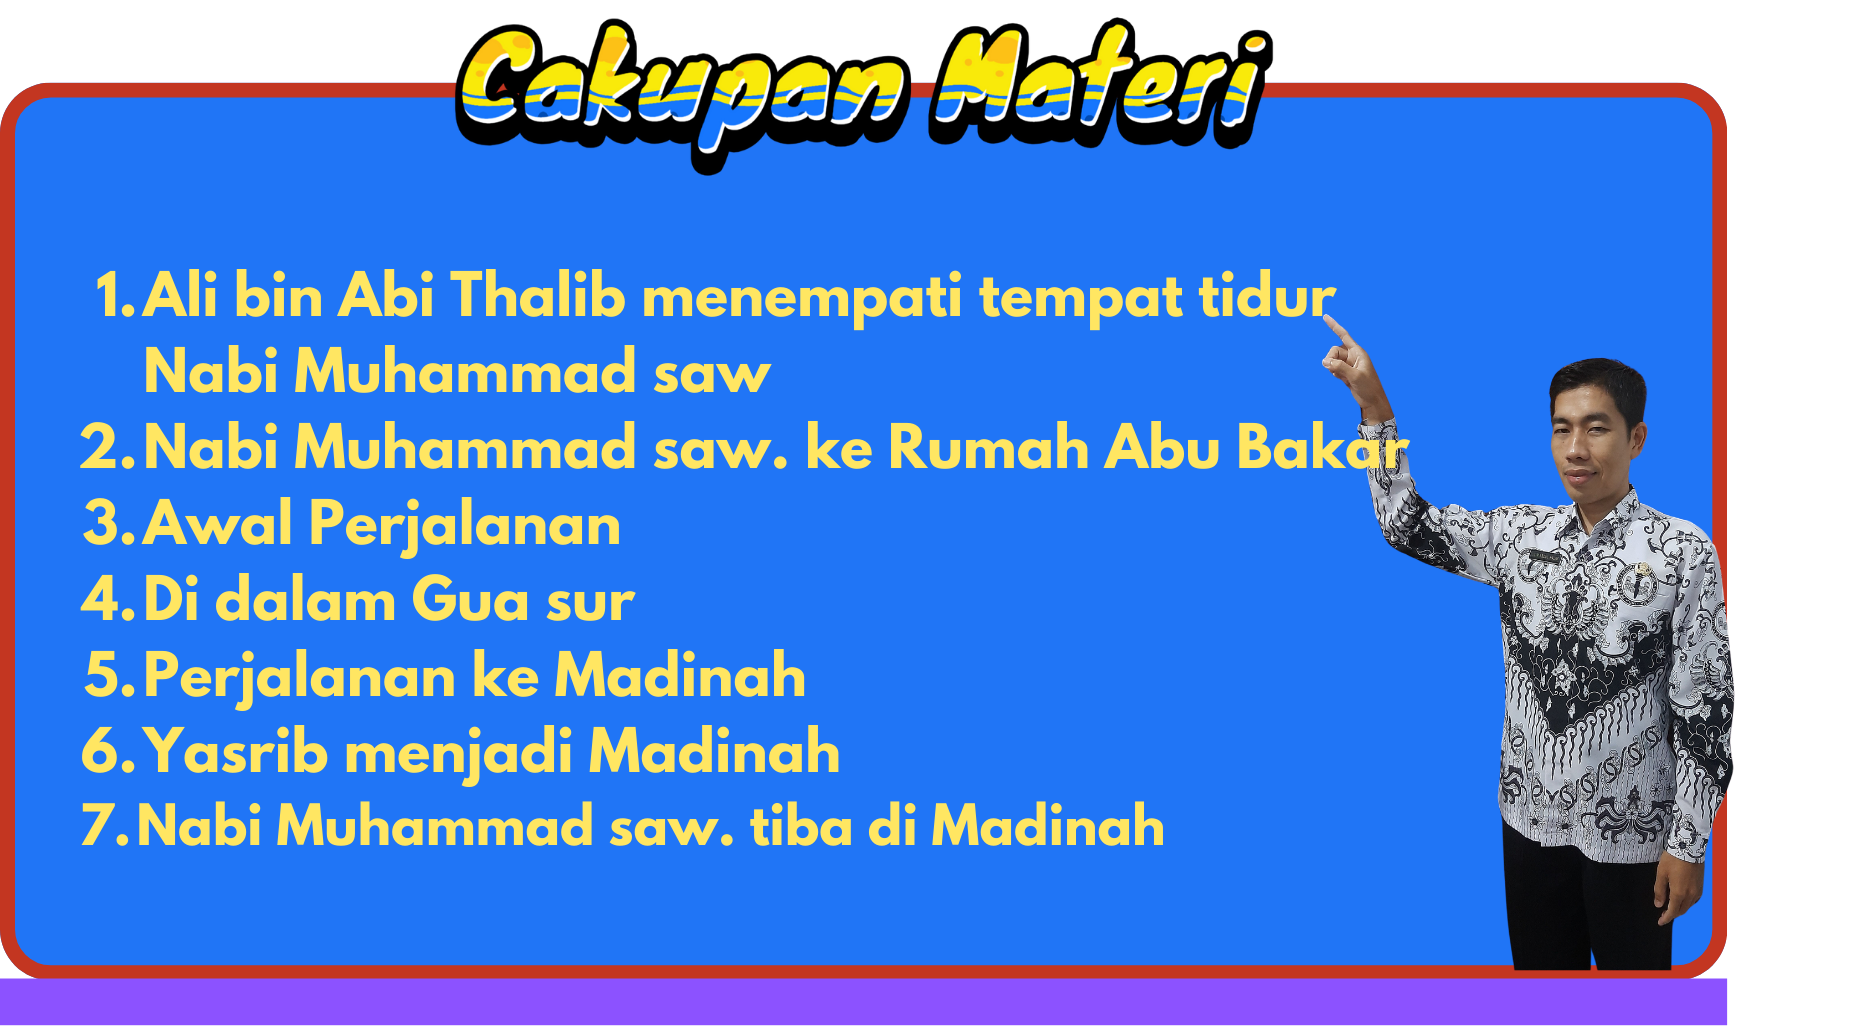 Cakupan Materi
1. Ali bin Abi Thalib menempati tempat tidur
Nabi Muhammad saw
2. Nabi Muhammad saw. ke Rumah Abu Bakar
3. Awal Perjalanan
4. Di dalam Gua sur
5. Perjalanan ke Madinah
6. Yasrib menjadi Madinah
7. Nabi Muhammad saw. tiba di Madinah